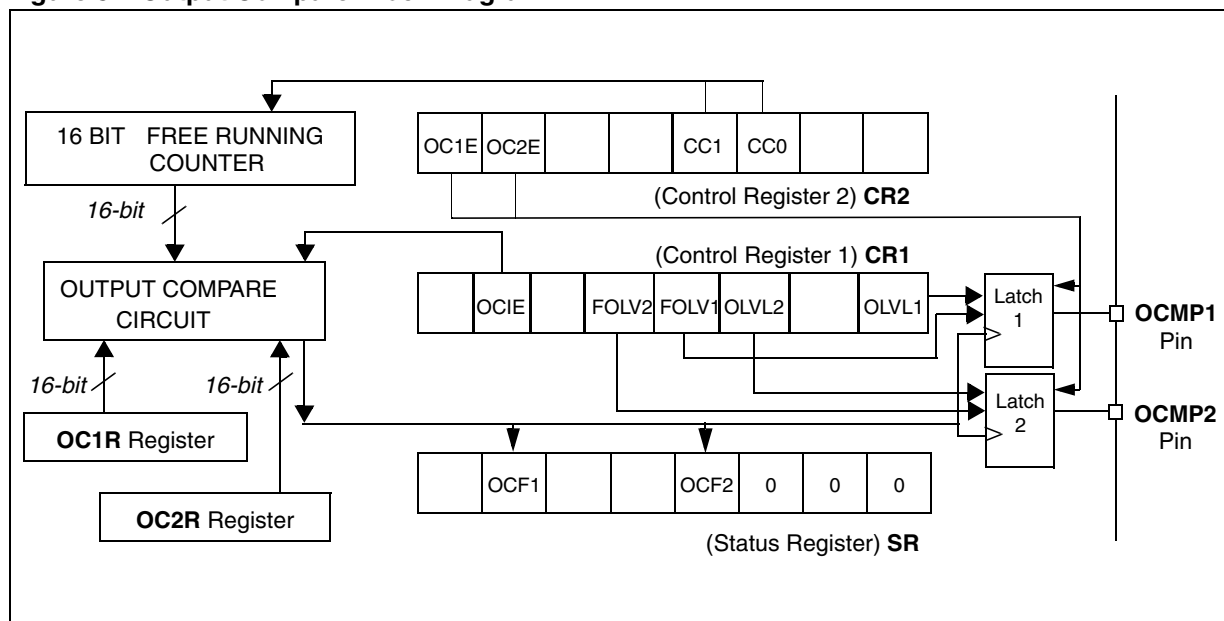 16 BIT FREE RUNNING
COUNTER
OC1E OC2E CC1 CC0
(Control Register 2) CR2
16-bit
(Control Register 1) CR1
OUTPUT COMPARE
CIRCUIT
OCIE FOLV2 FOLV1 OLVL2 OLVL1
Latch
1
OCMP1
Pin
16-bit 16-bit
Latch
2
OCMP2
Pin
OC1R Register
OCF1 OCF2 0 0 0
OC2R Register
(Status Register) SR